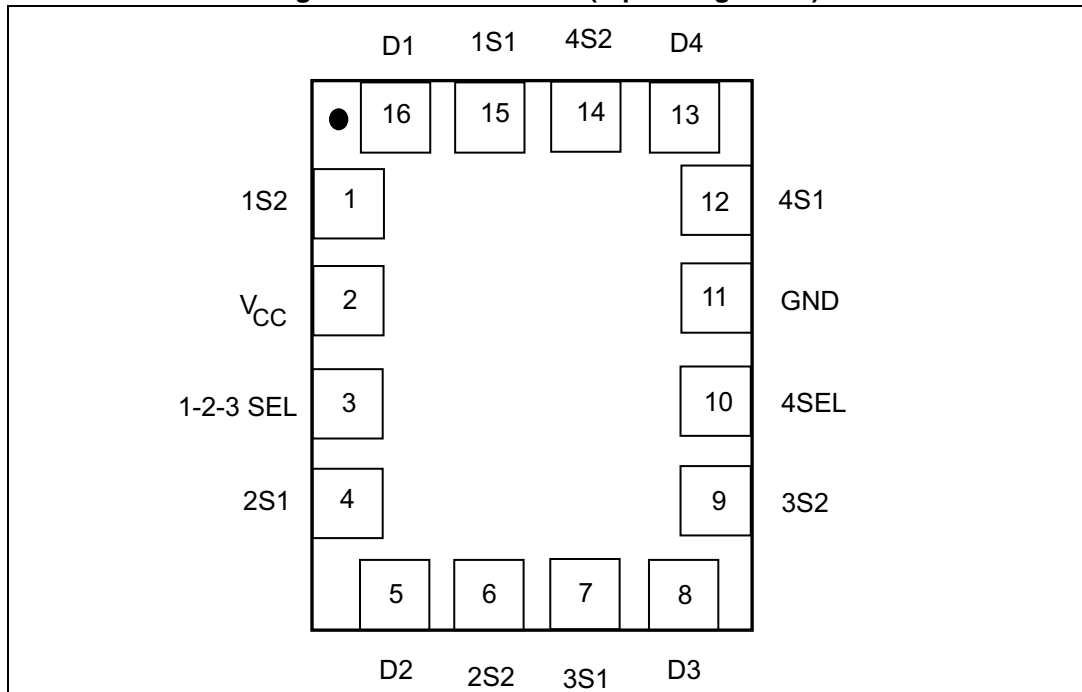 D1 1S1 4S2 D4
16 15 14 13
1S2 1 12 4S1
VCC 2 11 GND
1-2-3 SEL 3 10 4SEL
2S1 4 9 3S2
5 6 7 8
D2 2S2 3S1 D3